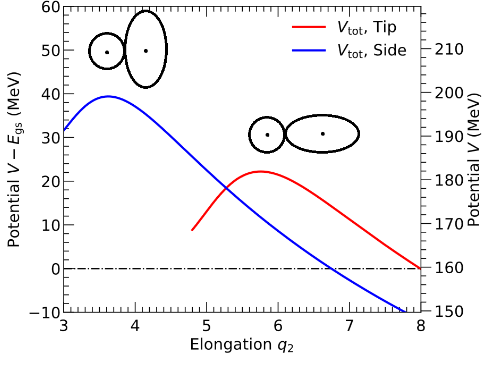 60
50
40
30
20
10
0
−10
Potential V − E_gs (MeV)
V_tot, Tip
V_tot, Side
210
200
190
180
170
160
150
Potential V (MeV)
3 4 5 6 7 8
Elongation q_2